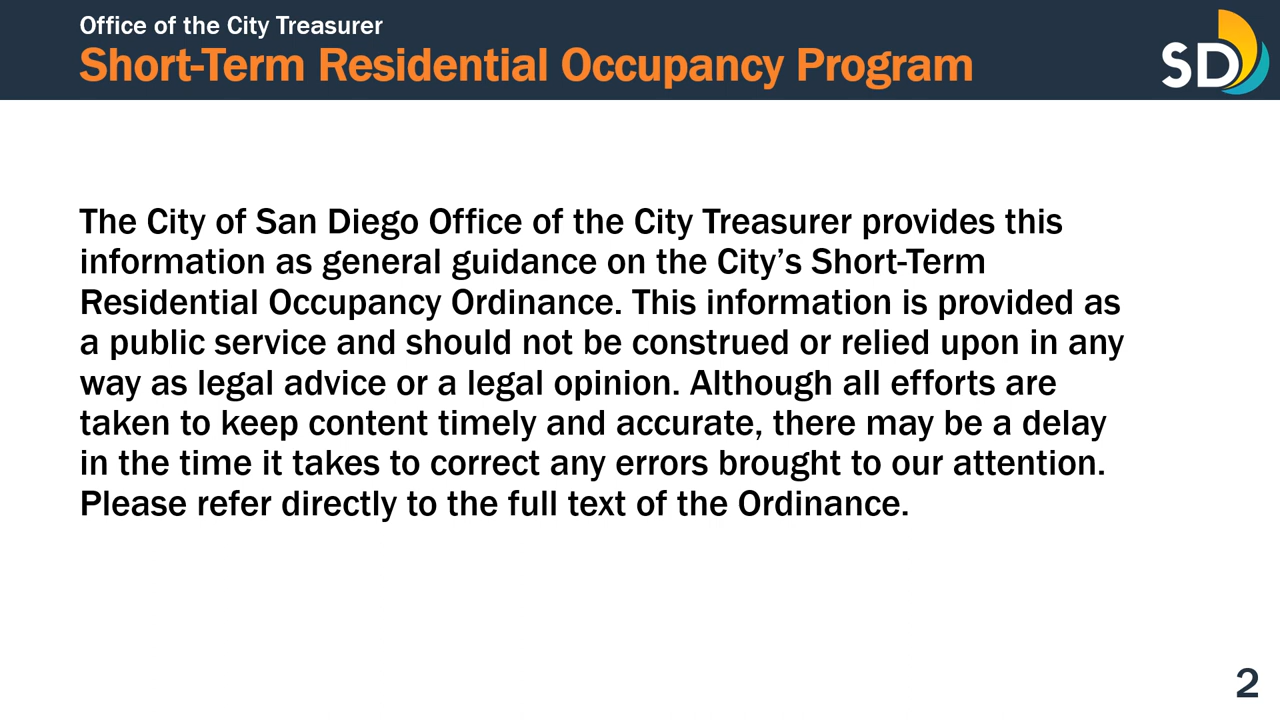 Office of the City Treasurer
Short-Term Residential Occupancy Program
SD
The City of San Diego Office of the City Treasurer provides this
information as general guidance on the City’s Short-Term
Residential Occupancy Ordinance. This information is provided as
a public service and should not be construed or relied upon in any
way as legal advice or a legal opinion. Although all efforts are
taken to keep content timely and accurate, there may be a delay
in the time it takes to correct any errors brought to our attention.
Please refer directly to the full text of the Ordinance.
2